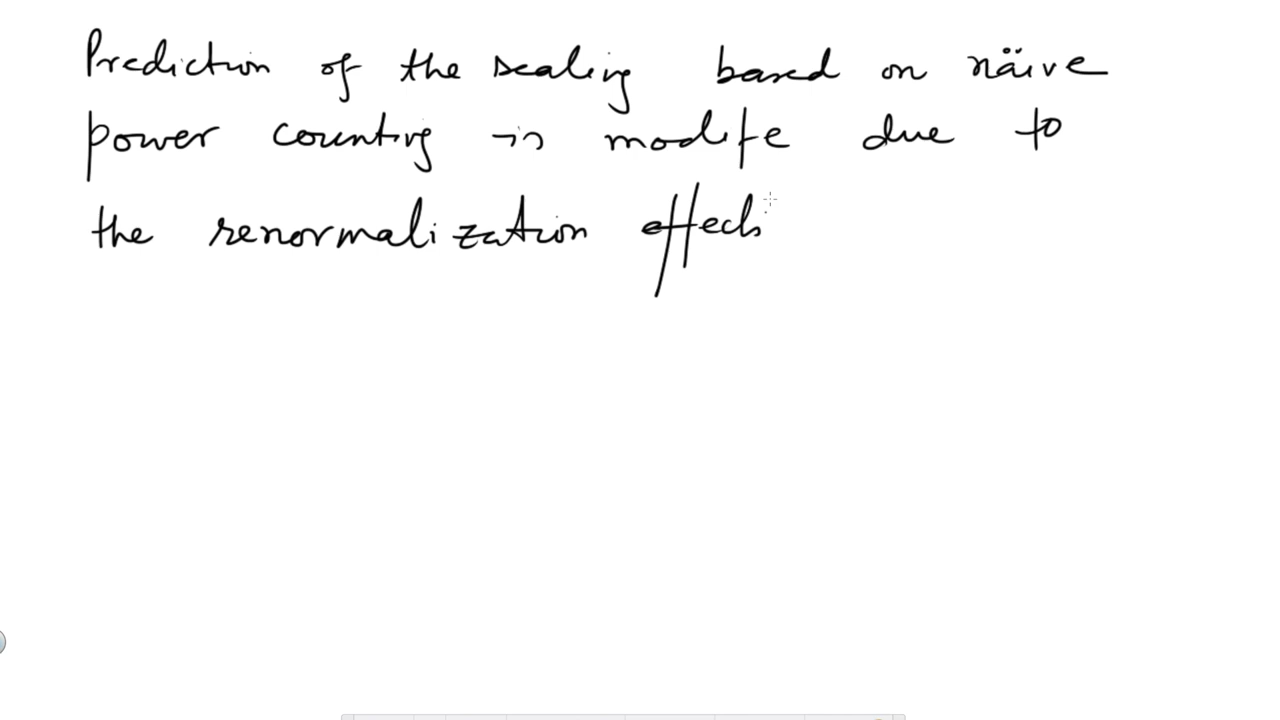 Prediction of the scaling based on näive
power counting is modife due to
the renormalization effects